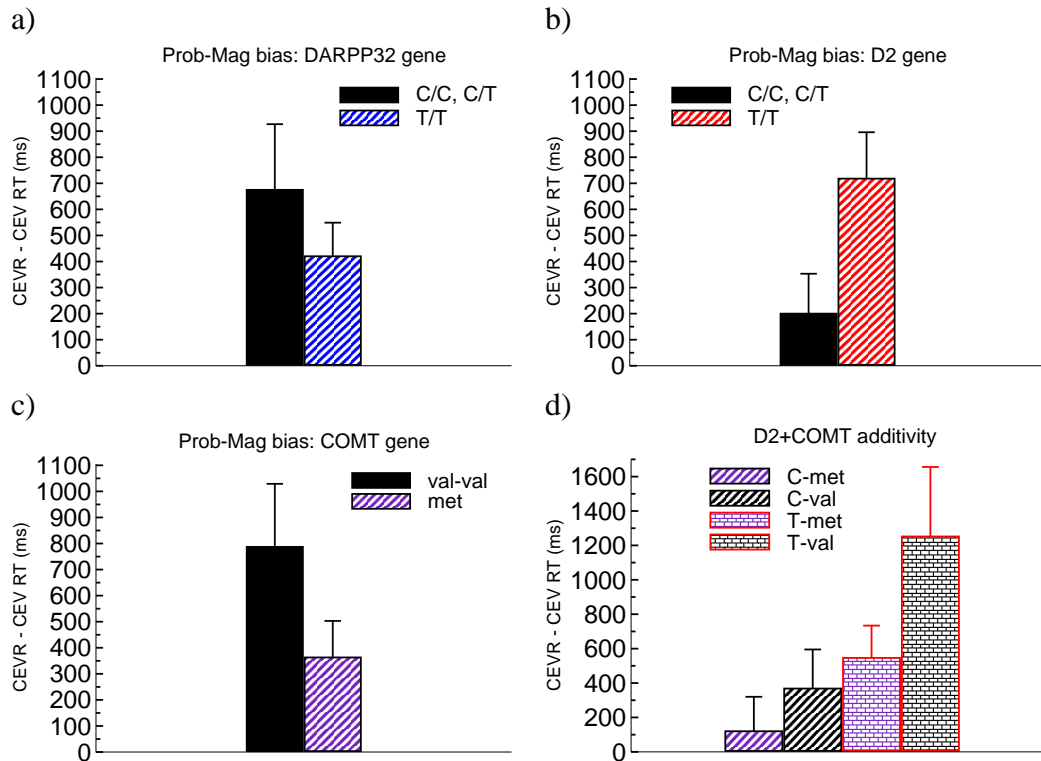 a)
Prob-Mag bias: DARPP32 gene
CEVR - CEV RT (ms)
1100
1000
900
800
700
600
500
400
300
200
100
0
C/C, C/T
T/T
b)
Prob-Mag bias: D2 gene
CEVR - CEV RT (ms)
1100
1000
900
800
700
600
500
400
300
200
100
0
C/C, C/T
T/T
c)
Prob-Mag bias: COMT gene
CEVR - CEV RT (ms)
1100
1000
900
800
700
600
500
400
300
200
100
0
val-val
met
d)
D2+COMT additivity
CEVR - CEV RT (ms)
1600
1400
1200
1000
800
600
400
200
0
C-met
C-val
T-met
T-val